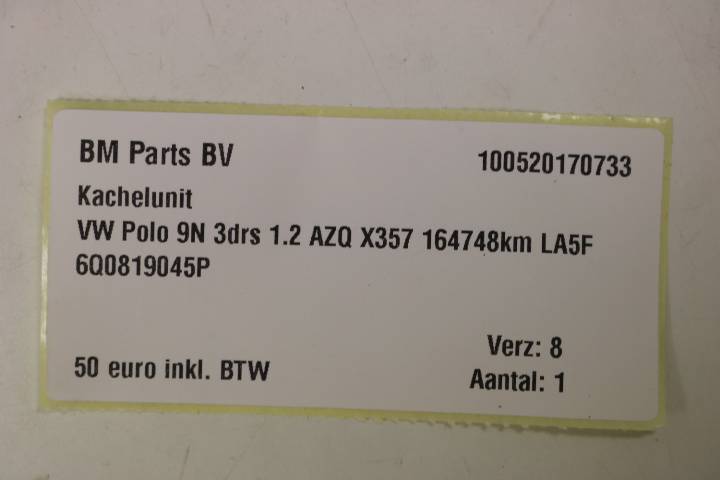 BM Parts BV 100520170733
Kachelunit
VW Polo 9N 3drs 1.2 AZQ X357 164748km LA5F
6Q0819045P
Verz: 8
50 euro inkl. BTW
Aantal: 1